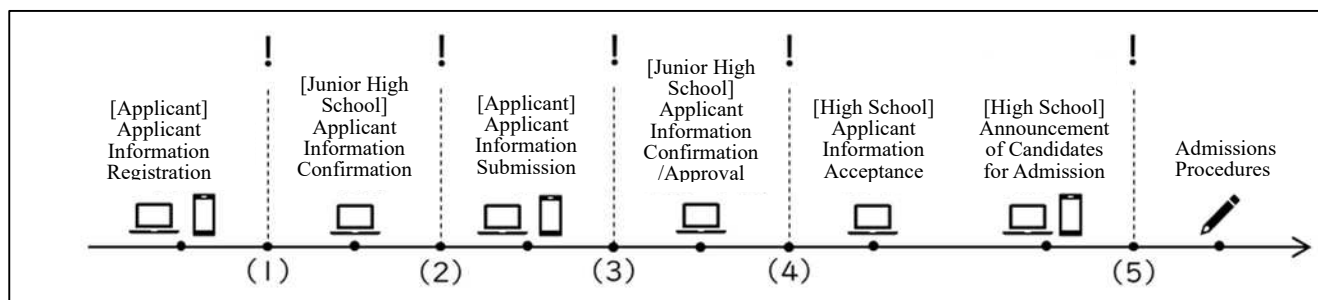 ! ! ! ! !
[Applicant]
Applicant
Information
Registration
[Junior High
School]
Applicant
Information
Confirmation
[Applicant]
Applicant
Information
Submission
[Junior High
School]
Applicant
Information
Confirmation
/Approval
[High School]
Applicant
Information
Acceptance
[High School]
Announcement
of Candidates
for Admission
Admissions
Procedures
(1) (2) (3) (4) (5)